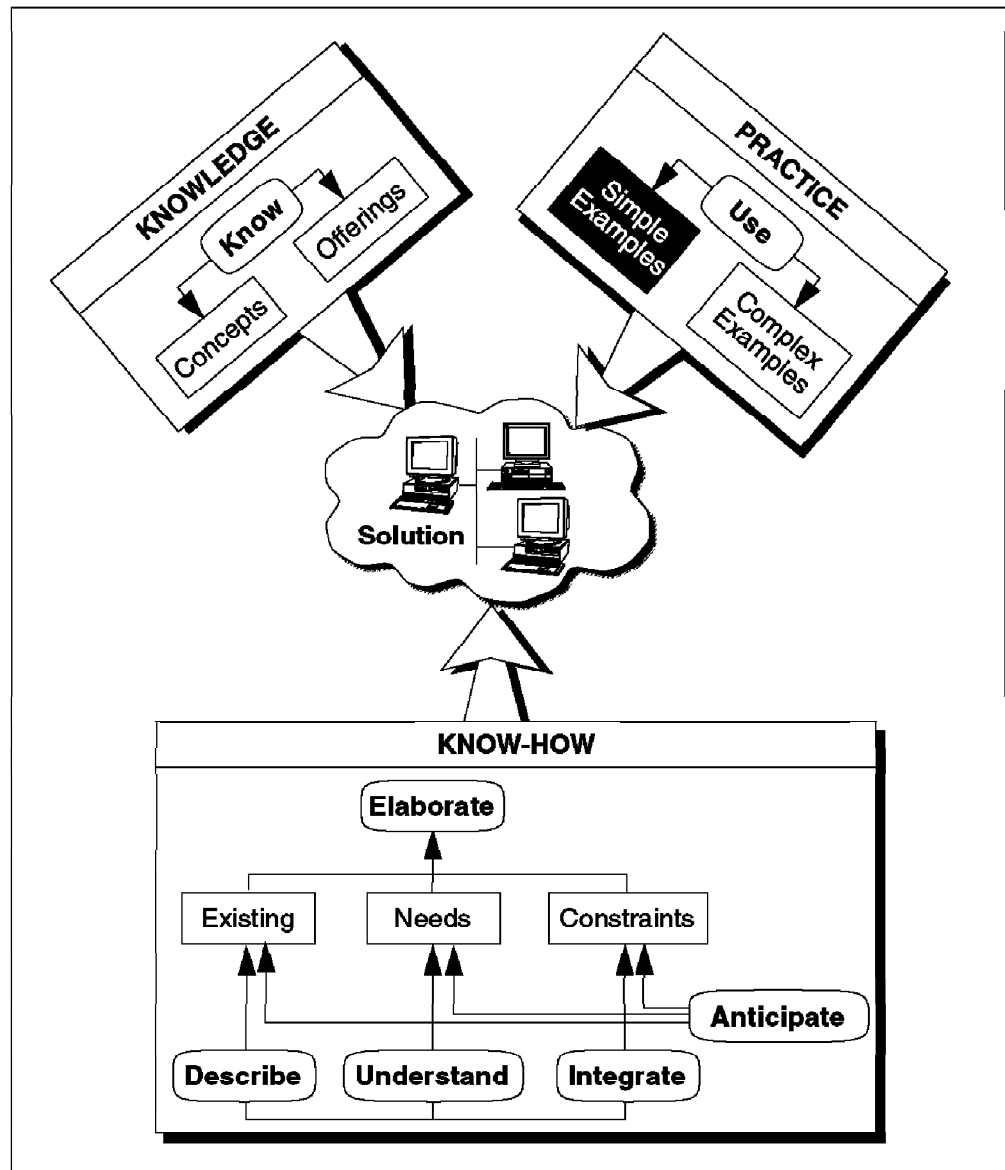 KNOWLEDGE
Know
Offerings
Concepts
PRACTICE
Simple
Examples
Use
Complex
Examples
Solution
KNOW-HOW
Elaborate
Existing
Needs
Constraints
Anticipate
Describe
Understand
Integrate